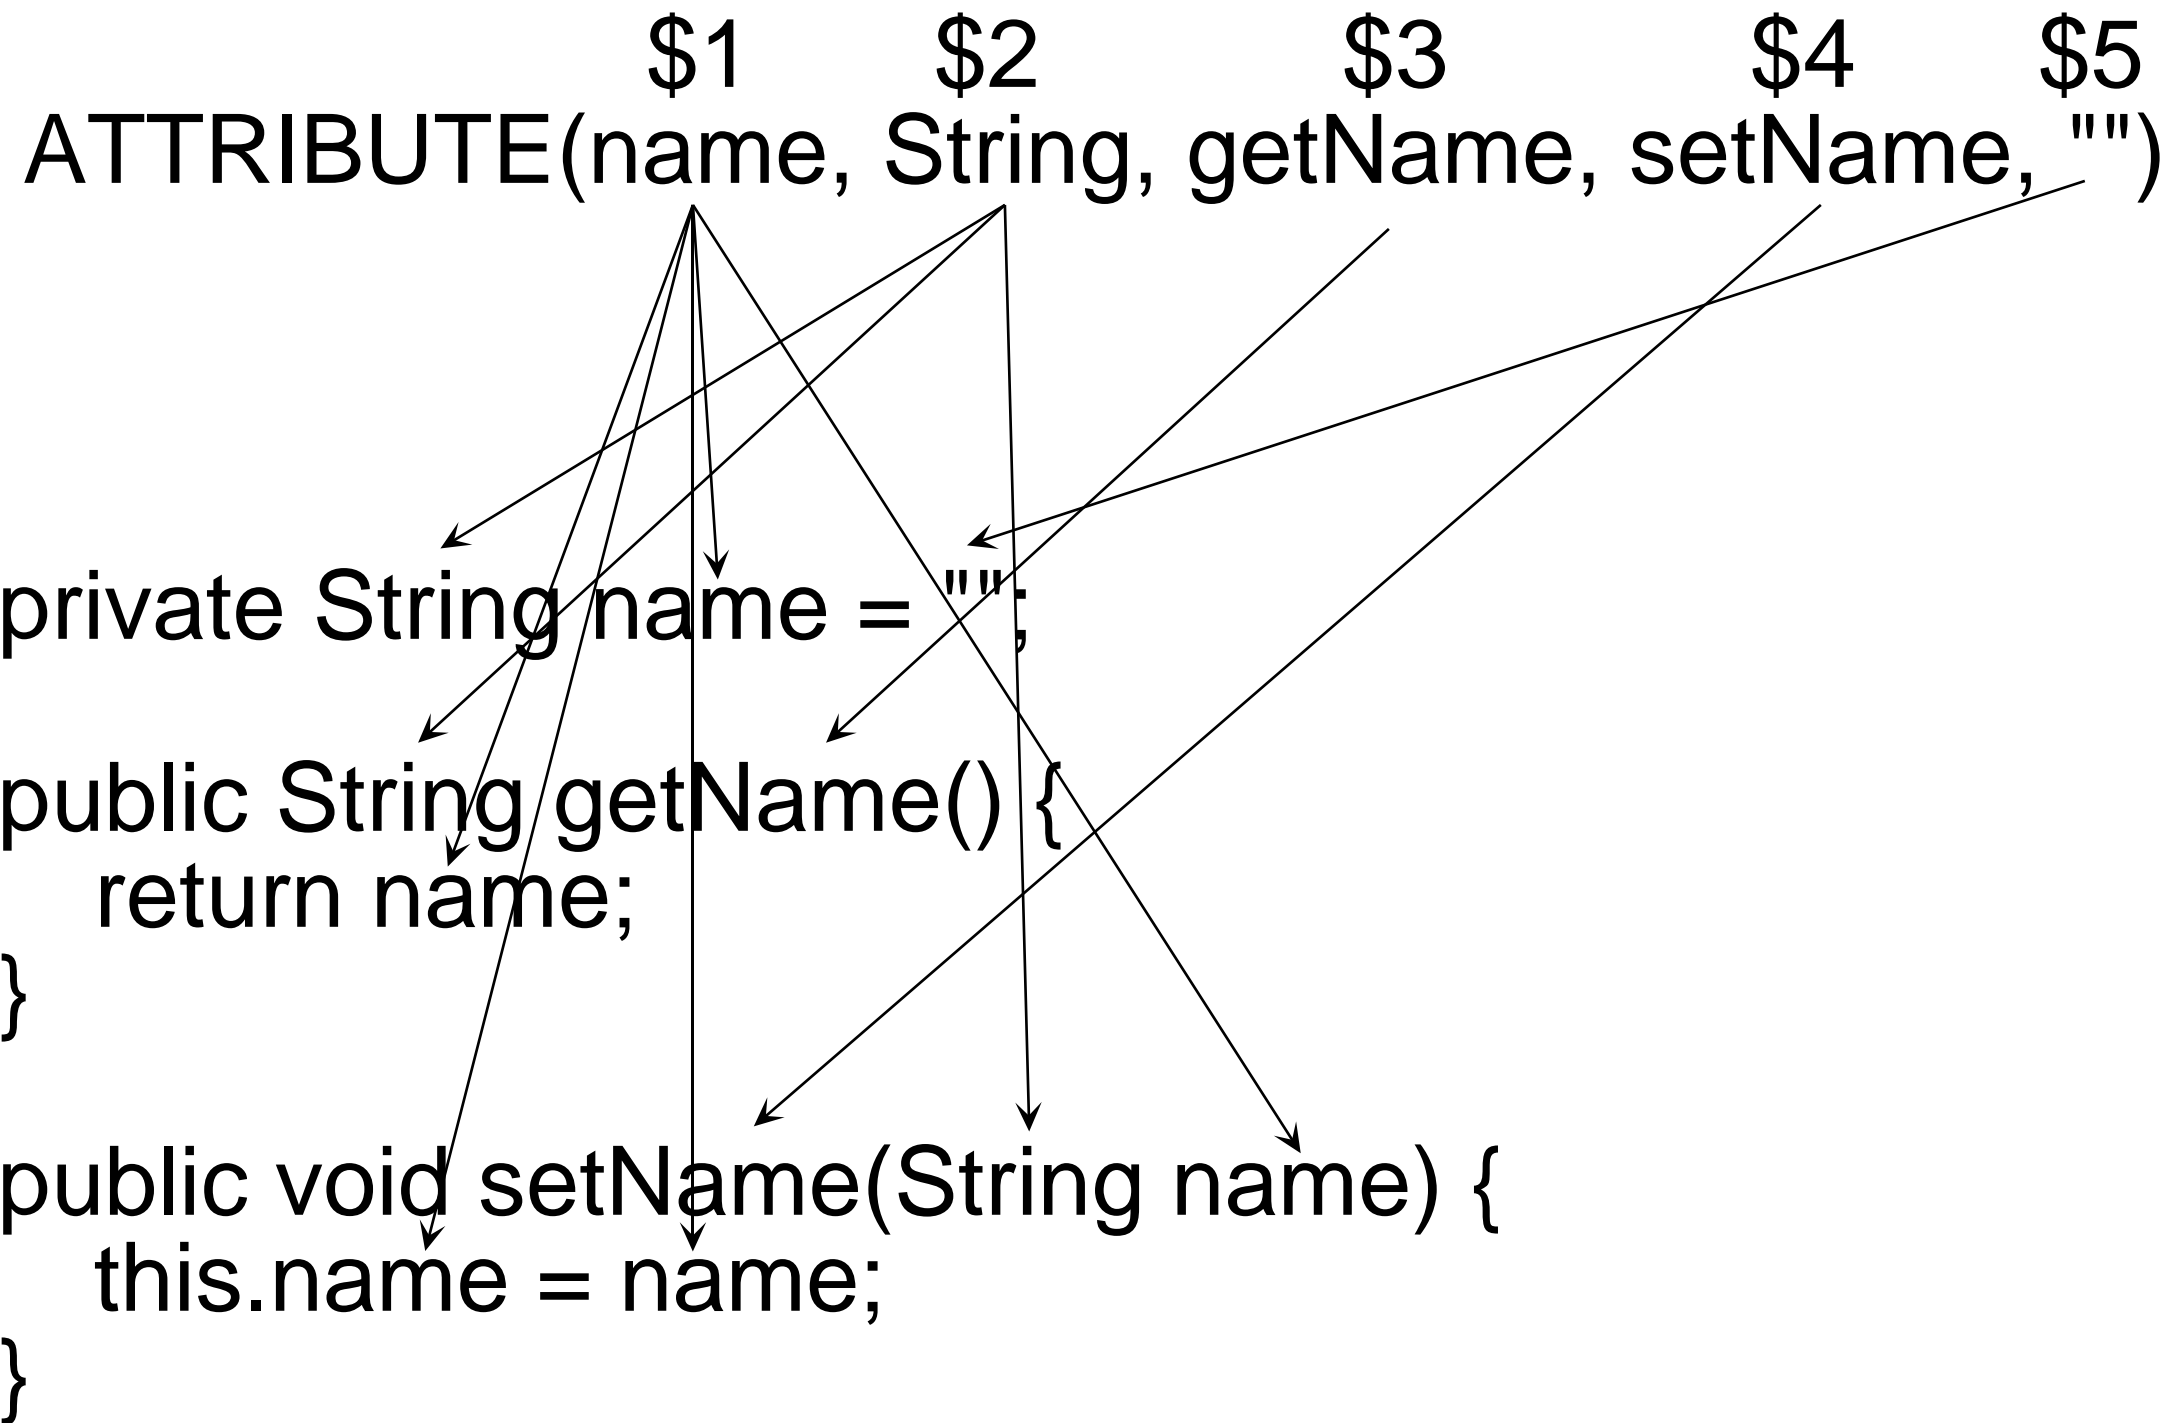 $1 $2 $3 $4 $5
ATTRIBUTE(name, String, getName, setName, "")
private String name = "";
public String getName() {
return name;
}
public void setName(String name) {
this.name = name;
}